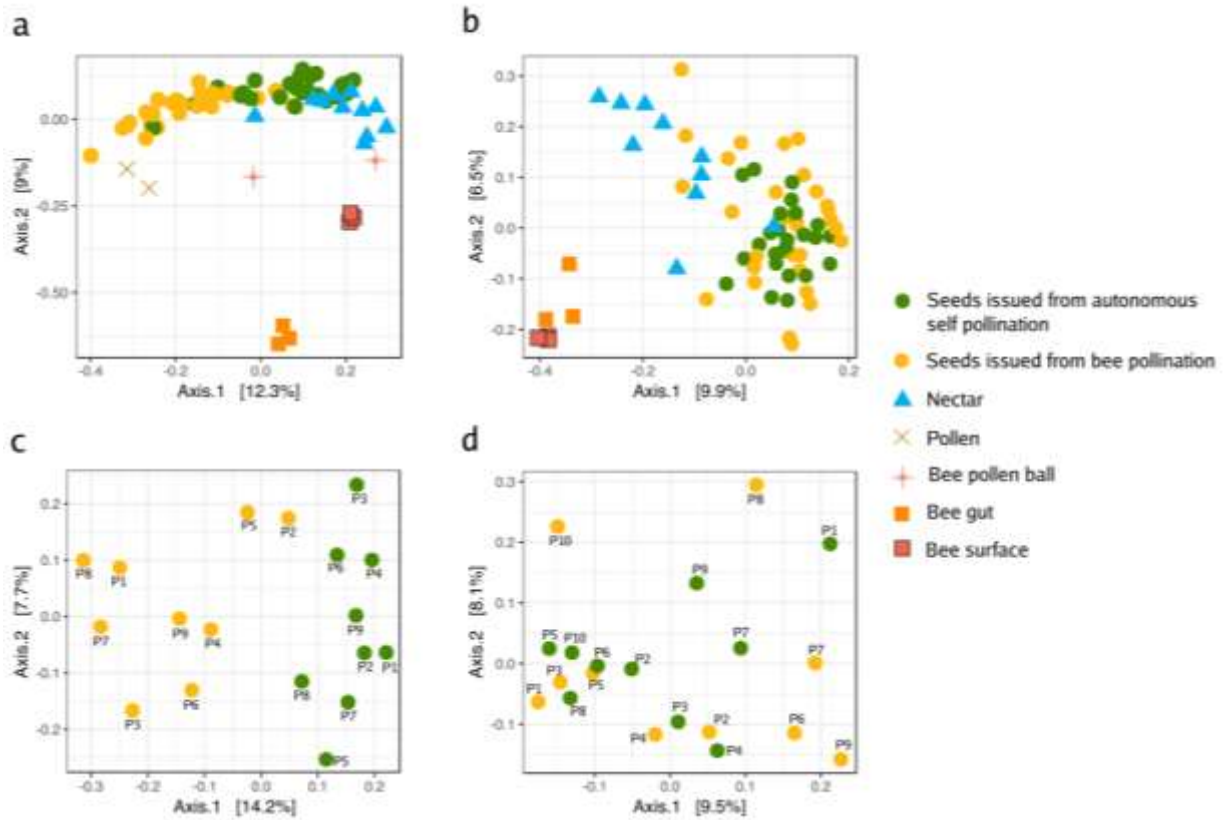 a
0.00
-0.25
-0.50
Axis.2 [9%]
-0.4
-0.2
0.0
0.2
Axis.1 [12.3%]
b
0.3
0.2
0.1
0.0
-0.1
-0.2
Axis.2 [6.5%]
-0.4
-0.2
0.0
0.2
Axis.1 [9.9%]
Seeds issued from autonomous
self pollination
Seeds issued from bee pollination
Nectar
Pollen
Bee pollen ball
Bee gut
Bee surface
c
0.2
0.1
0.0
-0.1
-0.2
Axis.2 [7.7%]
P3
P5
P2
P6
P4
P8
P1
P7
P9
P4
P9
P2
P1
P6
P8
P3
P7
P5
-0.3
-0.2
-0.1
0.0
0.1
0.2
Axis.1 [14.2%]
d
0.3
0.2
0.1
0.0
-0.1
Axis.2 [8.1%]
P8
P10
P1
P9
P5
P10
P6
P2
P7
P7
P3
P5
P1
P8
P3
P4
P2
P4
P6
P9
-0.1
0.0
0.1
0.2
Axis.1 [9.5%]